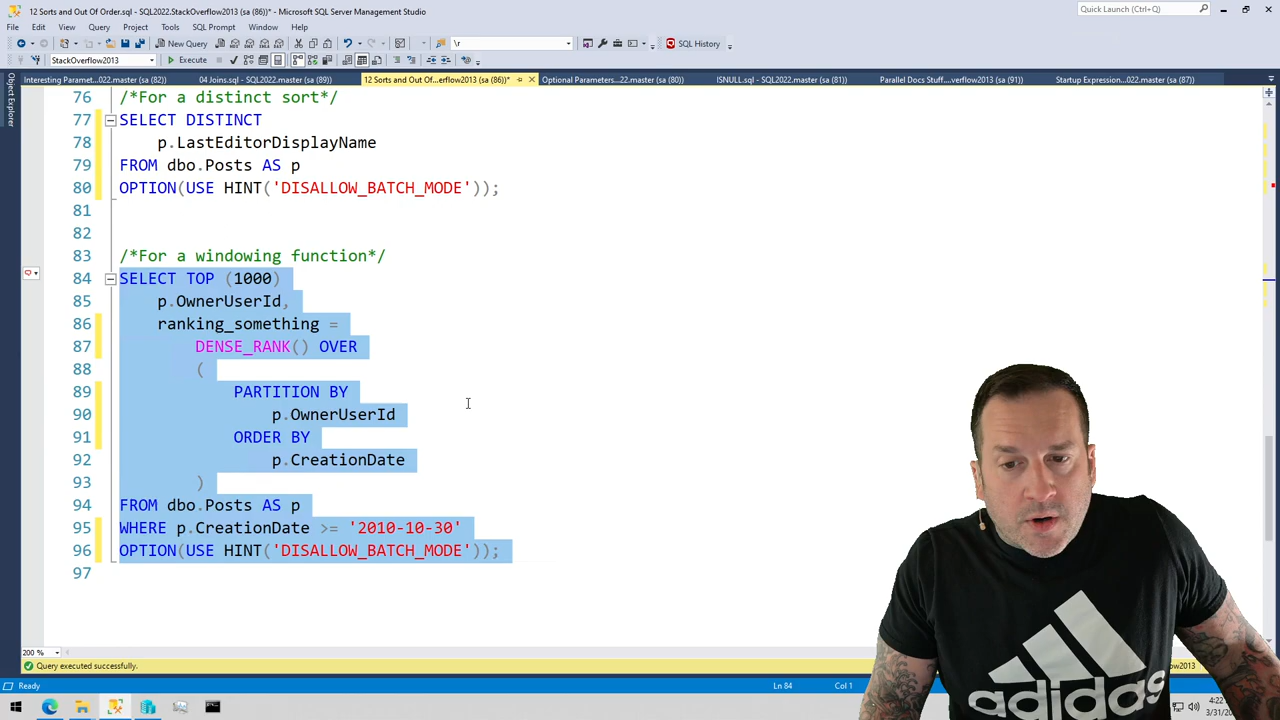 12 Sorts and Out Of Order.sql - SQL2022.StackOverflow2013 (sa (86))* - Microsoft SQL Server Management Studio
Quick Launch (Ctrl+Q)
File Edit View Query Project Tools SQL Prompt Window Help
New Query \r SQL History
StackOverflow2013 Execute
Interesting Paramet...022.master (82)) 04 Joins.sql - SQL2022.master (sa (89)) 12 Sorts and Out Of...erflow2013 (sa (86))* Optional Parameters...22.master (sa (80)) ISNULL.sql - SQL2022.master (sa (81)) Parallel Docs Stuff...verflow2013 (91)) Startup Expression...022.master (sa (87))
Object Explorer
76 /*For a distinct sort*/
77 SELECT DISTINCT
78 p.LastEditorDisplayName
79 FROM dbo.Posts AS p
80 OPTION(USE HINT('DISALLOW_BATCH_MODE'));
81
82
83 /*For a windowing function*/
84 SELECT TOP (1000)
85 p.OwnerUserId,
86 ranking_something =
87 DENSE_RANK() OVER
88 (
89 PARTITION BY
90 p.OwnerUserId
91 ORDER BY
92 p.CreationDate
93 )
94 FROM dbo.Posts AS p
95 WHERE p.CreationDate >= '2010-10-30'
96 OPTION(USE HINT('DISALLOW_BATCH_MODE'));
97
200 %
Query executed successfully.
Ready Ln 84 Col 1
adidas